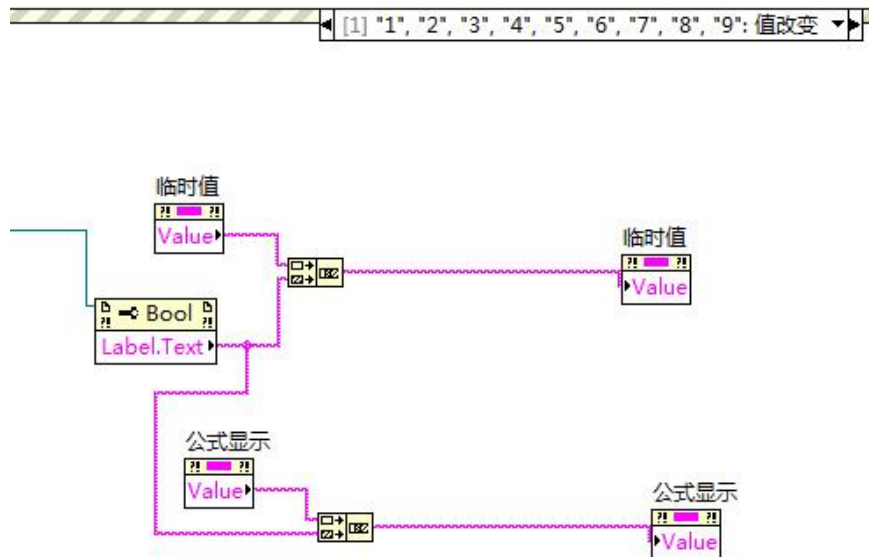 [1] "1", "2", "3", "4", "5", "6", "7", "8", "9": 值改变
临时值
Value
临时值
Value
Bool
Label.Text
公式显示
Value
公式显示
Value